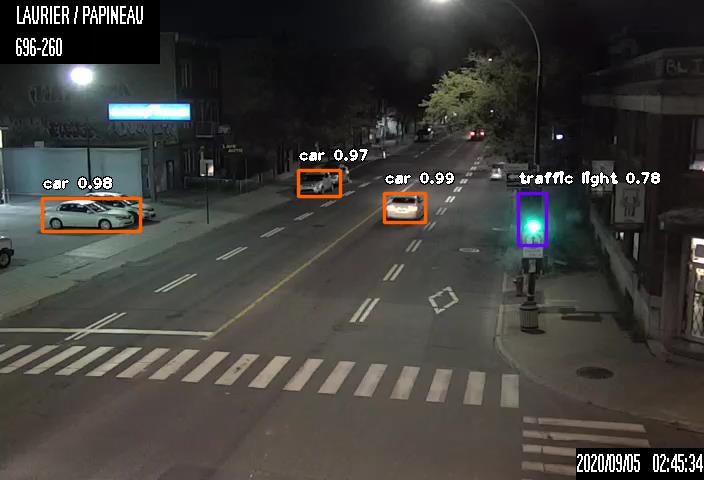 LAURIER / PAPINEAU
696-260
car 0.97
car 0.98
car 0.99
traffic light 0.78
2020/09/05 02:45:34